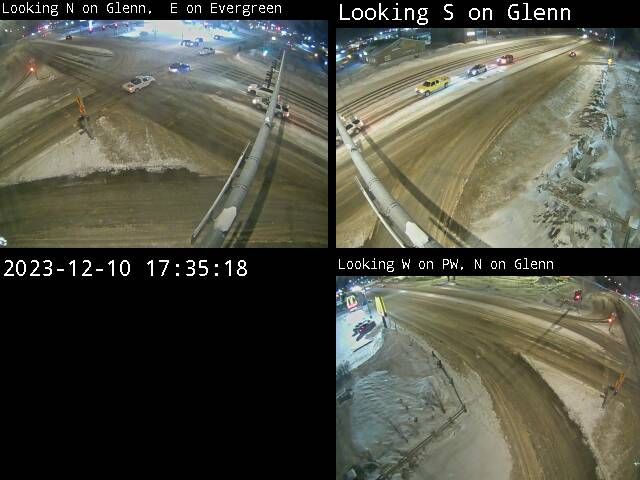 Looking N on Glenn,  E on Evergreen
Looking S on Glenn
2023-12-10 17:35:18
Looking W on PW, N on Glenn